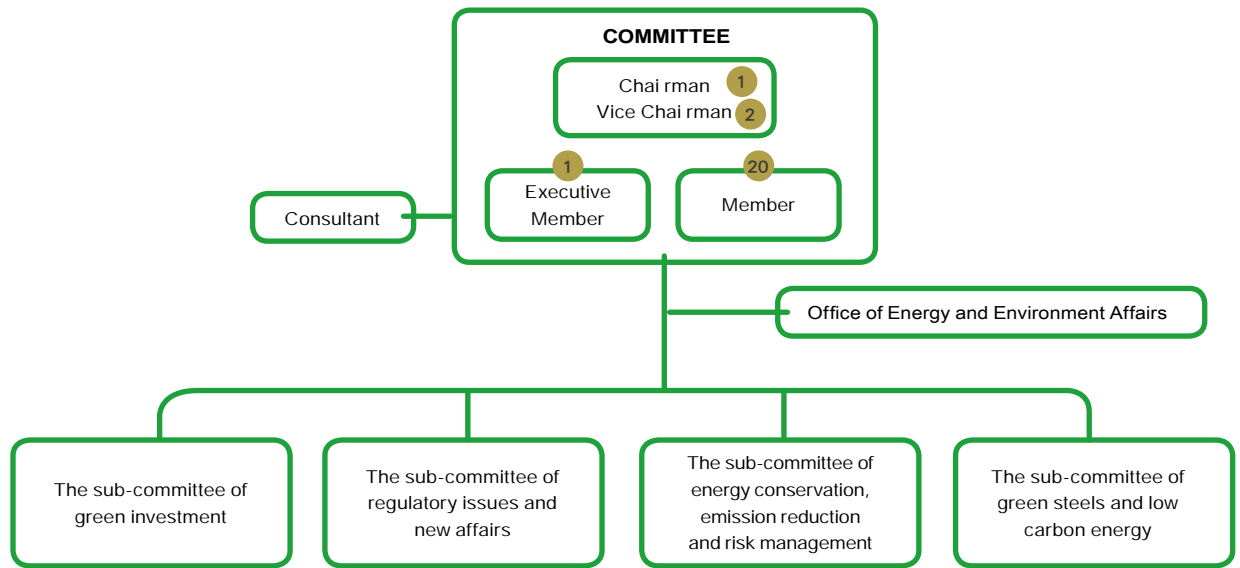 COMMITTEE
Chai rman 1
Vice Chai rman 2
1
Executive
Member
20
Member
Consultant
Office of Energy and Environment Affairs
The sub-committee of
green investment
The sub-committee of
regulatory issues and
new affairs
The sub-committee of
energy conservation,
emission reduction
and risk management
The sub-committee of
green steels and low
carbon energy